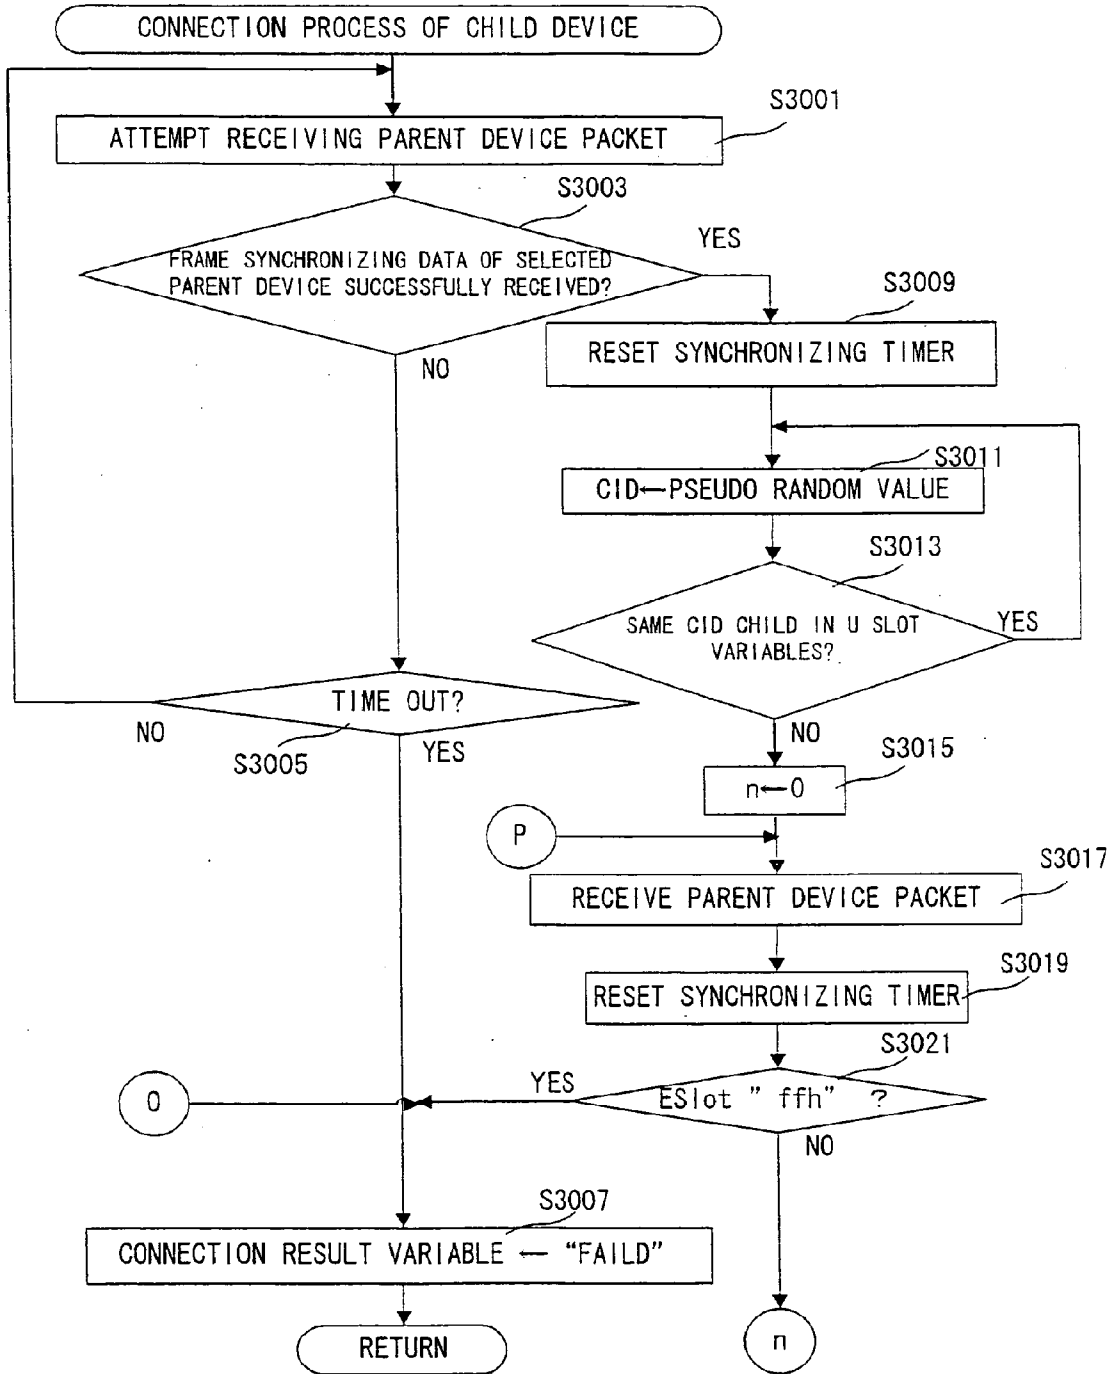 CONNECTION PROCESS OF CHILD DEVICE
S3001
ATTEMPT RECEIVING PARENT DEVICE PACKET
S3003
FRAME SYNCHRONIZING DATA OF SELECTED
PARENT DEVICE SUCCESSFULLY RECEIVED?
YES
NO
S3009
RESET SYNCHRONIZING TIMER
S3011
CID←PSEUDO RANDOM VALUE
S3013
SAME CID CHILD IN U SLOT
VARIABLES?
YES
NO
TIME OUT?
NO
YES
S3005
S3015
n←0
P
S3017
RECEIVE PARENT DEVICE PACKET
S3019
RESET SYNCHRONIZING TIMER
S3021
ESlot " ffh" ?
YES
NO
O
S3007
CONNECTION RESULT VARIABLE ← "FAILD"
RETURN
n